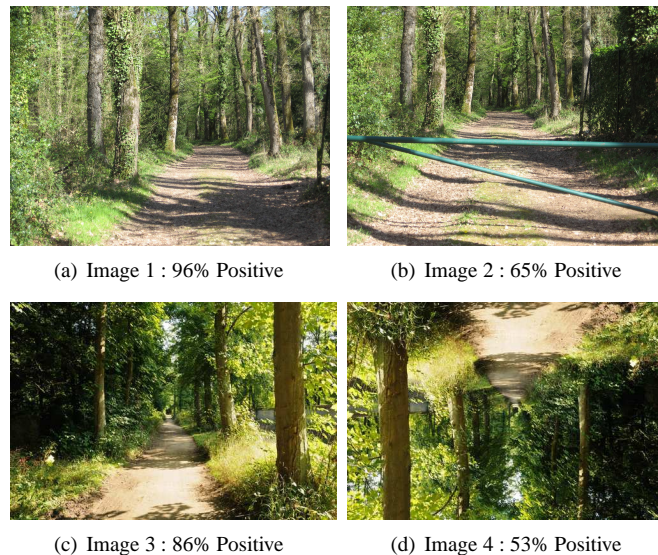 (a) Image 1 : 96% Positive
(b) Image 2 : 65% Positive
(c) Image 3 : 86% Positive
(d) Image 4 : 53% Positive